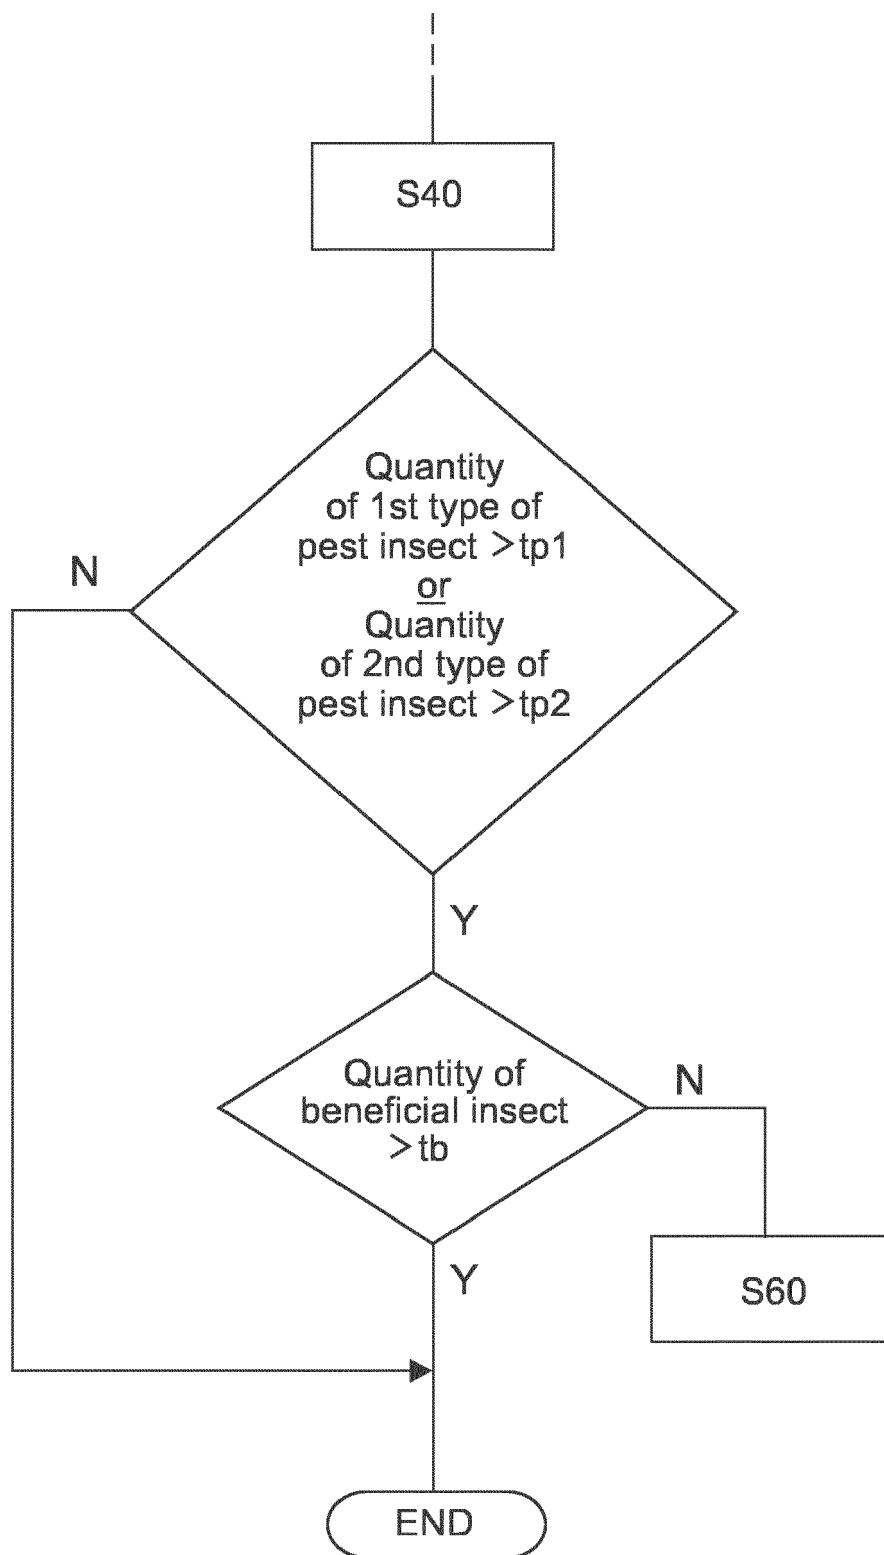 S40
Quantity
of 1st type of
pest insect >tp1
or
Quantity
of 2nd type of
pest insect >tp2
N
Y
Quantity of
beneficial insect
>tb
N
Y
S60
END